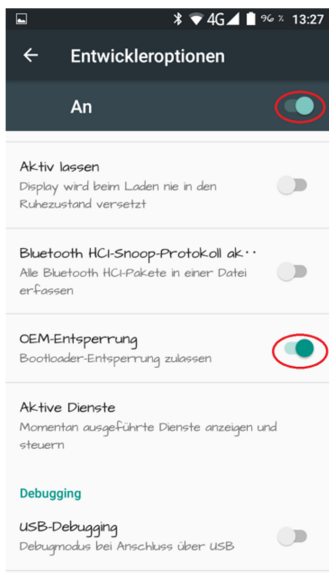 4G 96 % 13:27
Entwickleroptionen
An
Aktiv lassen
Display wird beim Laden nie in den
Ruhezustand versetzt
Bluetooth HCI-Snoop-Protokoll ak··
Alle Bluetooth HCI-Pakete in einer Datei
erfassen
OEM-Entsperrung
Bootloader-Entsperrung zulassen
Aktive Dienste
Momentan ausgeführte Dienste anzeigen und
steuern
Debugging
USB-Debugging
Debugmodus bei Anschluss über USB